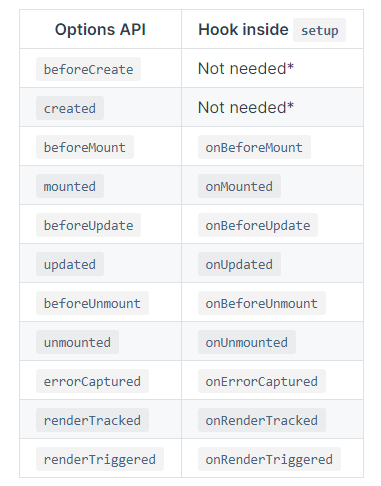 Options API Hook inside setup
beforeCreate Not needed*
created Not needed*
beforeMount onBeforeMount
mounted onMounted
beforeUpdate onBeforeUpdate
updated onUpdated
beforeUnmount onBeforeUnmount
unmounted onUnmounted
errorCaptured onErrorCaptured
renderTracked onRenderTracked
renderTriggered onRenderTriggered